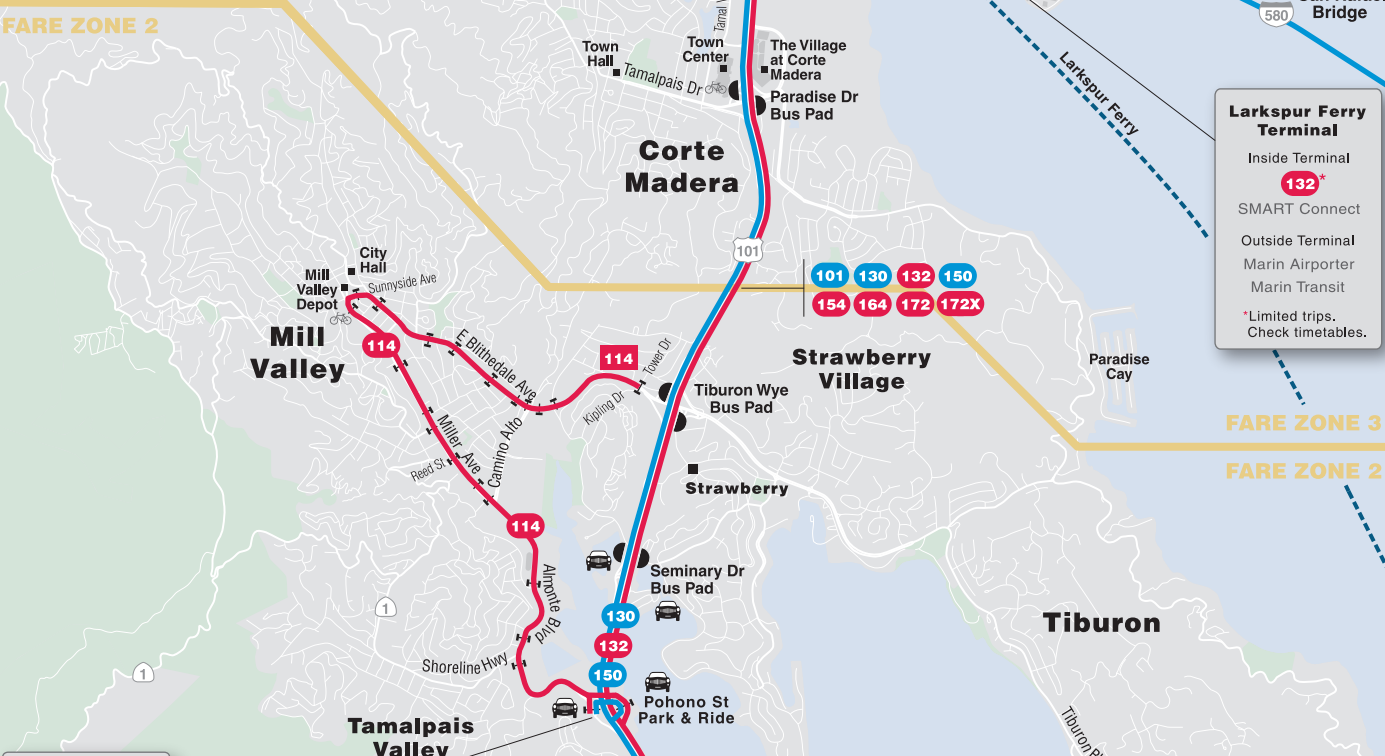 FARE ZONE 2
580
Bridge
Tamal
Town
Hall
Town
Center
The Village
at Corte
Madera
Tamalpais Dr
Paradise Dr
Bus Pad
Larkspur Ferry
Corte
Madera
Larkspur Ferry
Terminal
Inside Terminal
132*
SMART Connect
Outside Terminal
Marin Airporter
Marin Transit
*Limited trips.
Check timetables.
101
101 130 132 150
154 164 172 172X
City
Hall
Mill
Valley
Depot
Sunnyside Ave
Mill
Valley
114
E Blithedale Ave
114
Tower Dr
Kipling Dr
Strawberry
Village
Paradise
Cay
Tiburon Wye
Bus Pad
FARE ZONE 3
FARE ZONE 2
Miller Ave
Camino Alto
Reed St
Strawberry
114
Almonte Blvd
Seminary Dr
Bus Pad
1
130
132
150
Tiburon
Shoreline Hwy
1
Pohono St
Park & Ride
Tamalpais
Valley
Tiburon